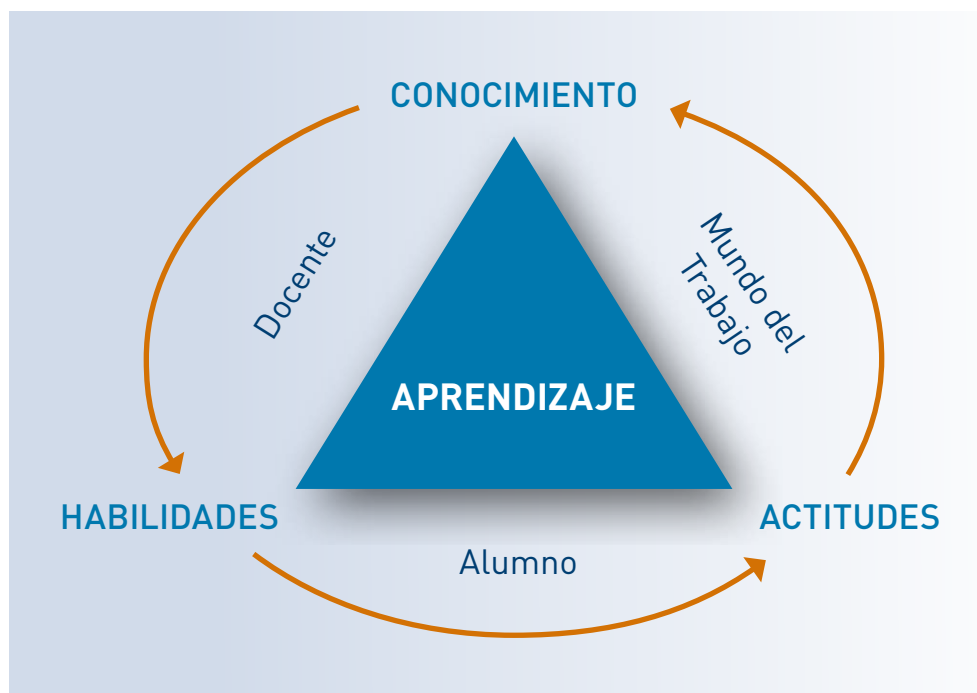 CONOCIMIENTO
Docente
Mundo del
Trabajo
APRENDIZAJE
HABILIDADES
ACTITUDES
Alumno